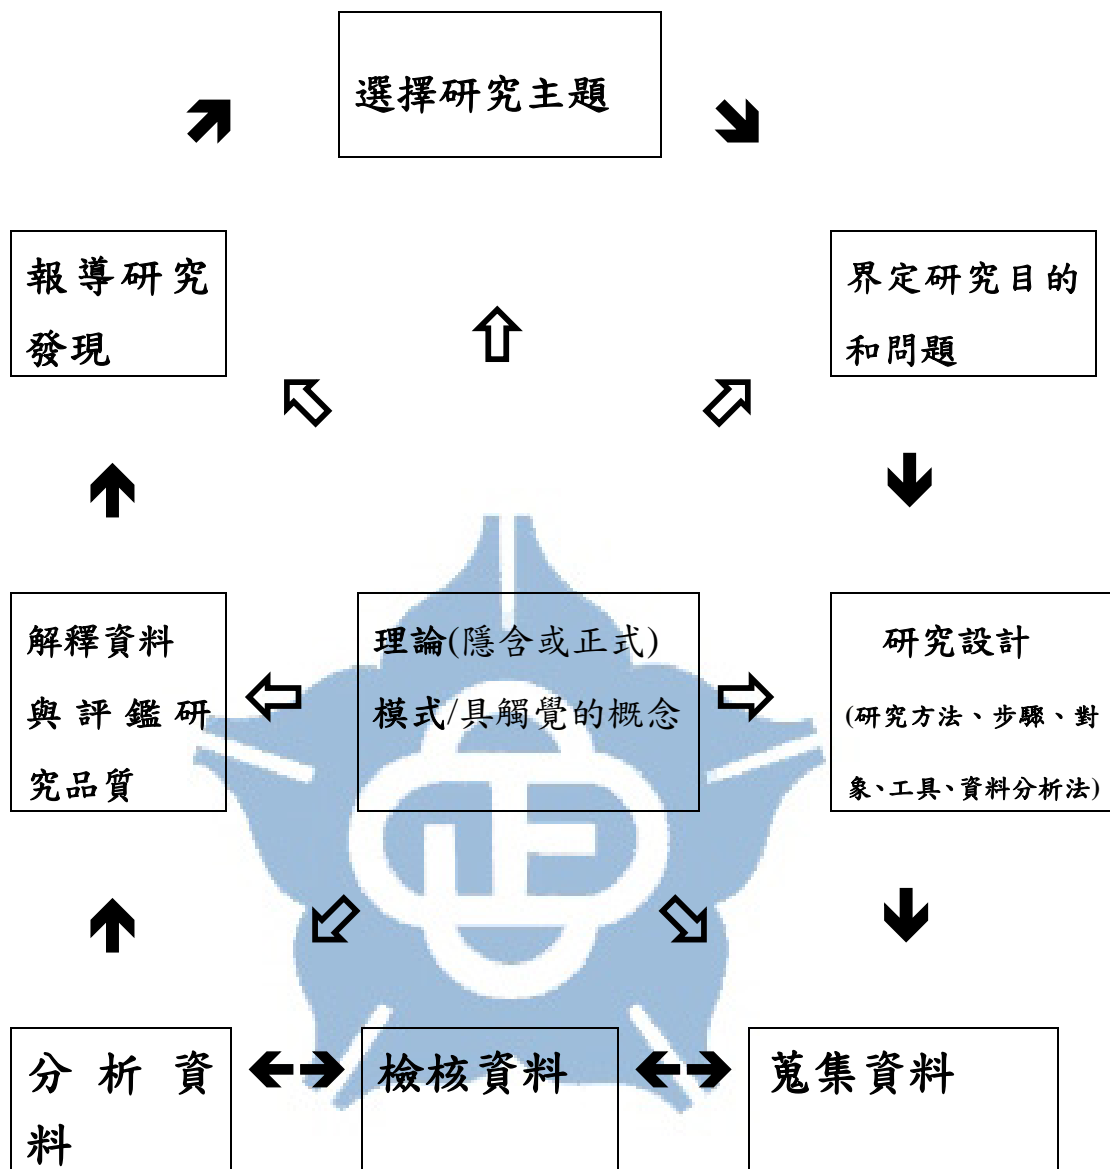 選擇研究主題
報導研究
發現
界定研究目的
和問題
解釋資料
與評鑑研
究品質
理論(隱含或正式)
模式/具觸覺的概念
研究設計
(研究方法、步驟、對
象、工具、資料分析法)
分析資
料
檢核資料
蒐集資料